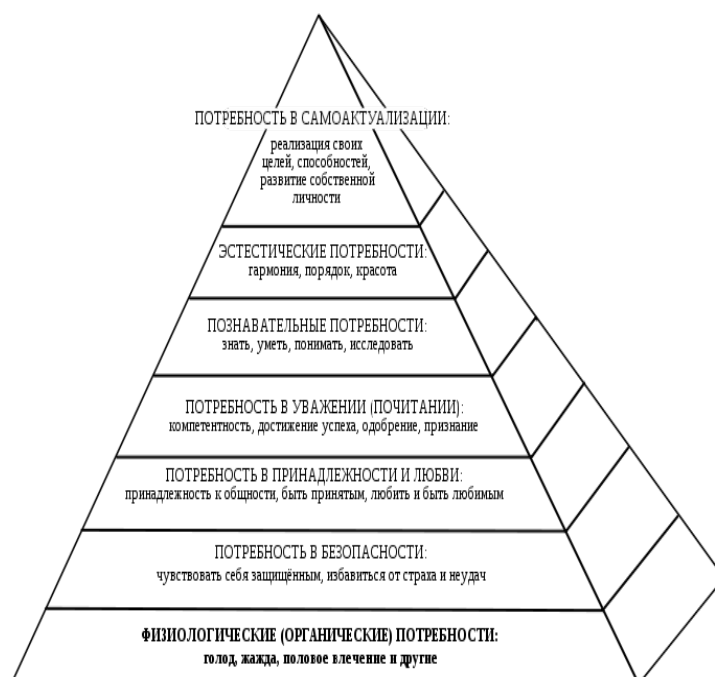 ПОТРЕБНОСТЬ В САМОАКТУАЛИЗАЦИИ:
реализация своих
целей, способностей,
развитие собственной
личности
ЭСТЕТИЧЕСКИЕ ПОТРЕБНОСТИ:
гармония, порядок, красота
ПОЗНАВАТЕЛЬНЫЕ ПОТРЕБНОСТИ:
знать, уметь, понимать, исследовать
ПОТРЕБНОСТЬ В УВАЖЕНИИ (ПОЧИТАНИИ):
компетентность, достижение успеха, одобрение, признание
ПОТРЕБНОСТЬ В ПРИНАДЛЕЖНОСТИ И ЛЮБВИ:
принадлежность к общности, быть принятым, любить и быть любимым
ПОТРЕБНОСТЬ В БЕЗОПАСНОСТИ:
чувствовать себя защищённым, избавиться от страха и неудач
ФИЗИОЛОГИЧЕСКИЕ (ОРГАНИЧЕСКИЕ) ПОТРЕБНОСТИ:
голод, жажда, половое влечение и другие